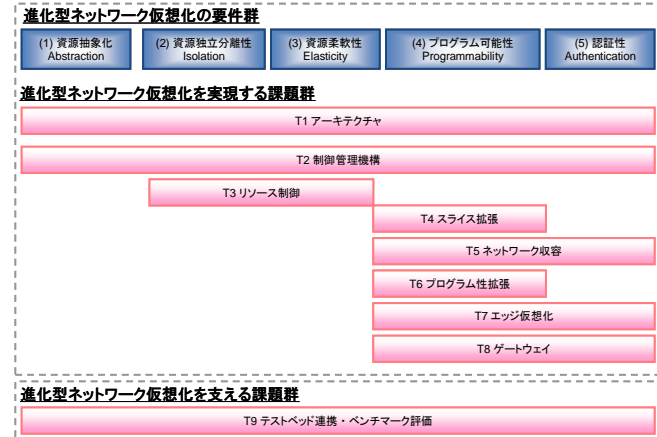 進化型ネットワーク仮想化の要件群
(1) 資源抽象化
Abstraction
(2) 資源独立分離性
Isolation
(3) 資源柔軟性
Elasticity
(4) プログラム可能性
Programmability
(5) 認証性
Authentication
進化型ネットワーク仮想化を実現する課題群
T1 アーキテクチャ
T2 制御管理機構
T3 リソース制御
T4 スライス拡張
T5 ネットワーク収容
T6 プログラム性拡張
T7 エッジ仮想化
T8 ゲートウェイ
進化型ネットワーク仮想化を支える課題群
T9 テストベッド連携・ベンチマーク評価